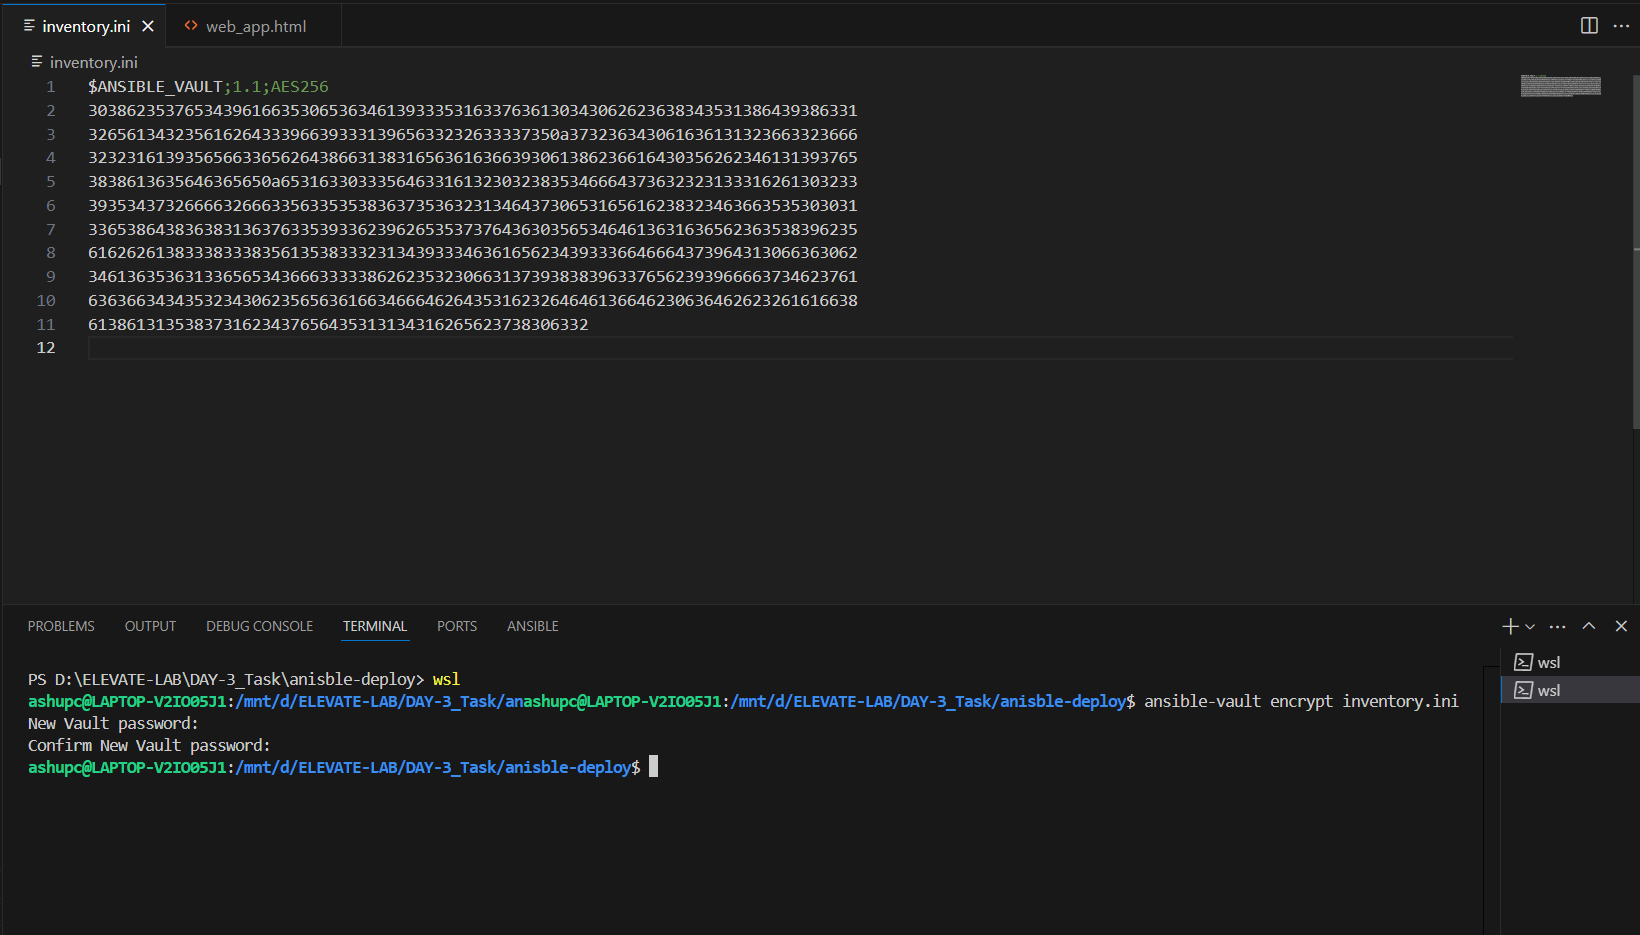 inventory.ini
web_app.html
inventory.ini
1 $ANSIBLE_VAULT;1.1;AES256
2 30386235376534396166353065363461393335316337636130343062623638343531386439386331
3 3265613432356162643339663933313965633232633337350a373236343061636131323663323666
4 32323161393565663365626438663138316563616366393061386236616430356262346131393765
5 3838613635646365650a653163303335646331613230323835346664373632323133316261303233
6 39353437326666326663356335353836373536323134643730653165616238323463663535303031
7 33653864383638313637633539336239626535373764363035653464613631636562363538396235
8 61626261383338333835613538333231343933346361656234393336646664373964313066363062
9 34613635363133656534366633333862623532306631373938383963376562393966663734623761
10 63636634343532343062356563616634666462643531623264646136646230636462623261616638
11 6138613135383731623437656435313134316265623738306332
12
PROBLEMS OUTPUT DEBUG CONSOLE TERMINAL PORTS ANSIBLE
wsl
wsl
PS D:\ELEVATE-LAB\DAY-3_Task\anisble-deploy> wsl
ashupc@LAPTOP-V2IO05J1:/mnt/d/ELEVATE-LAB/DAY-3_Task/anashupc@LAPTOP-V2IO05J1:/mnt/d/ELEVATE-LAB/DAY-3_Task/anisble-deploy$ ansible-vault encrypt inventory.ini
New Vault password:
Confirm New Vault password:
ashupc@LAPTOP-V2IO05J1:/mnt/d/ELEVATE-LAB/DAY-3_Task/anisble-deploy$